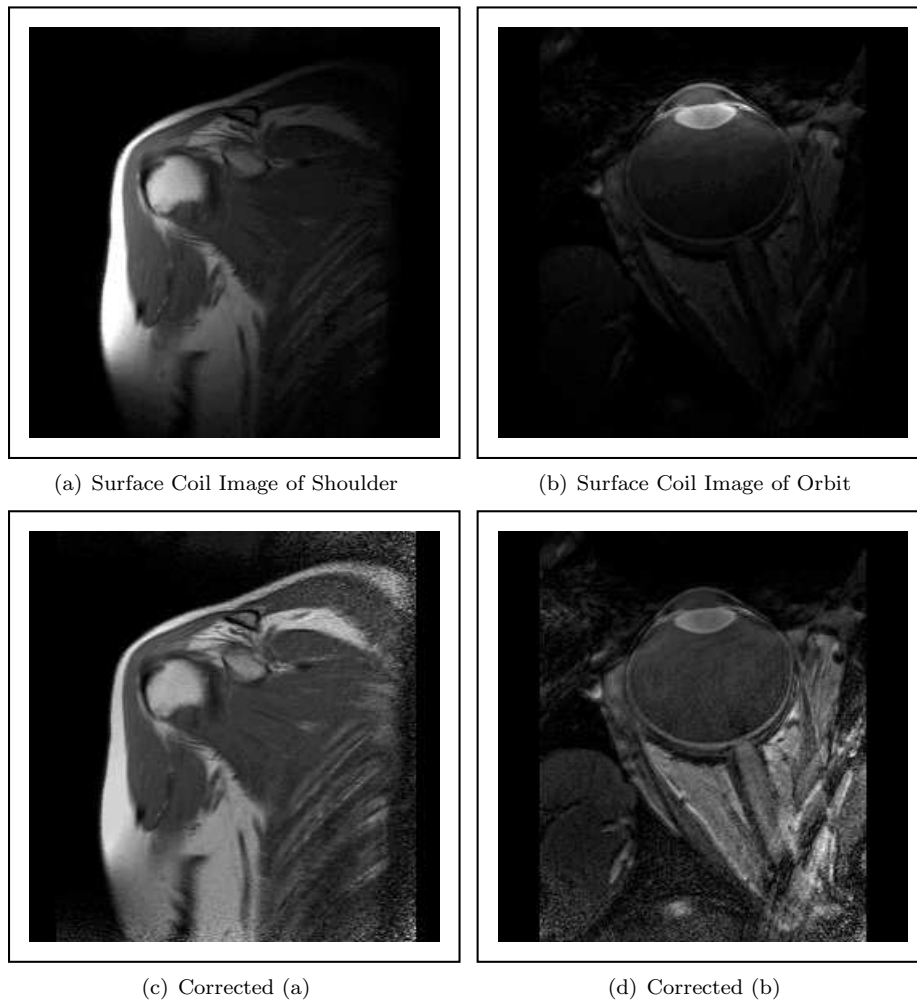 (a) Surface Coil Image of Shoulder
(b) Surface Coil Image of Orbit
(c) Corrected (a)
(d) Corrected (b)